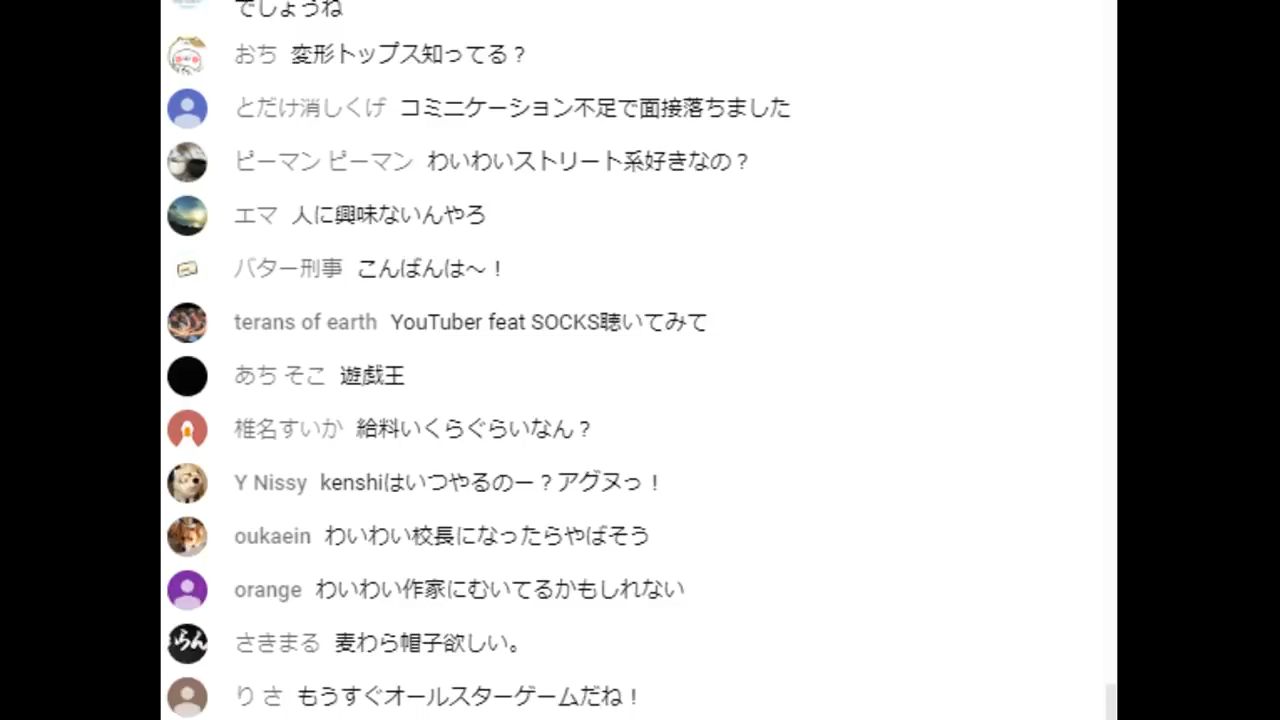 でしょうね
おち 変形トップス知ってる？
とだけ消しくげ コミニケーション不足で面接落ちました
ピーマン ピーマン わいわいストリート系好きなの？
エマ 人に興味ないんやろ
バター刑事 こんばんは～！
terans of earth YouTuber feat SOCKS聴いてみて
あち そこ 遊戯王
椎名すいか 給料いくらぐらいなん？
Y Nissy kenshiはいつやるのー？アグヌっ！
oukaein わいわい校長になったらやばそう
orange わいわい作家にむいてるかもしれない
らん
さきまる 麦わら帽子欲しい。
り さ もうすぐオールスターゲームだね！